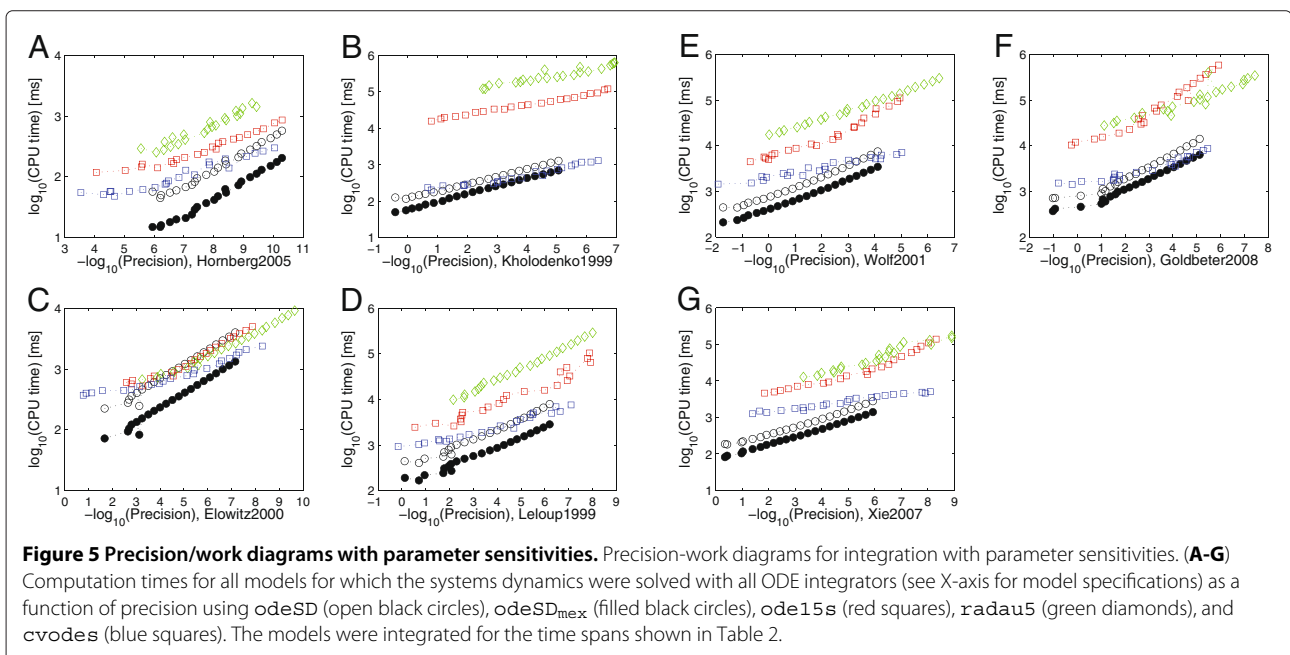 A
B
E
F
log10(CPU time) [ms]
4
3
2
1
3 4 5 6 7 8 9 10 11
−log10(Precision), Hornberg2005
log10(CPU time) [ms]
6
5
4
3
2
1
-1 0 1 2 3 4 5 6 7
−log10(Precision), Kholodenko1999
log10(CPU time) [ms]
6
5
4
3
2
-2 -1 0 1 2 3 4 5 6 7
−log10(Precision), Wolf2001
log10(CPU time) [ms]
6
5
4
3
2
-2 -1 0 1 2 3 4 5 6 7 8
−log10(Precision), Goldbeter2008
C
D
G
log10(CPU time) [ms]
4
3
2
1
0 1 2 3 4 5 6 7 8 9 10
−log10(Precision), Elowitz2000
log10(CPU time) [ms]
6
5
4
3
2
-1 0 1 2 3 4 5 6 7 8 9
−log10(Precision), Leloup1999
log10(CPU time) [ms]
6
5
4
3
2
1
0 1 2 3 4 5 6 7 8 9
−log10(Precision), Xie2007
Figure 5 Precision/work diagrams with parameter sensitivities. Precision-work diagrams for integration with parameter sensitivities. (A-G)
Computation times for all models for which the systems dynamics were solved with all ODE integrators (see X-axis for model specifications) as a
function of precision using odeSD (open black circles), odeSDmex (filled black circles), ode15s (red squares), radau5 (green diamonds), and
cvodes (blue squares). The models were integrated for the time spans shown in Table 2.